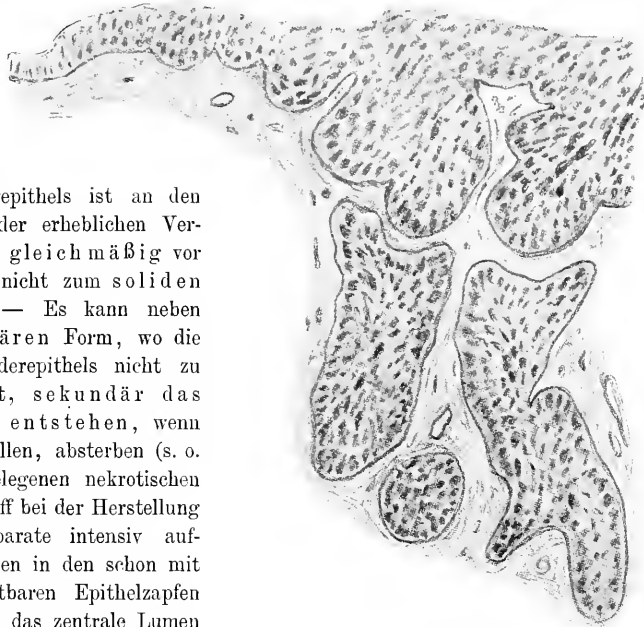 epithels ist an den
der erheblichen Ver-
gleichmäßig vor
nicht zum soliden
— Es kann neben
ären Form, wo die
derepithels nicht zu
t, sekundär das
entstehen, wenn
llen, absterben (s. o.
elegenen nekrotischen
ff bei der Herstellung
parate intensiv auf-
en in den schon mit
tbaren Epithelzapfen
das zentrale Lumen